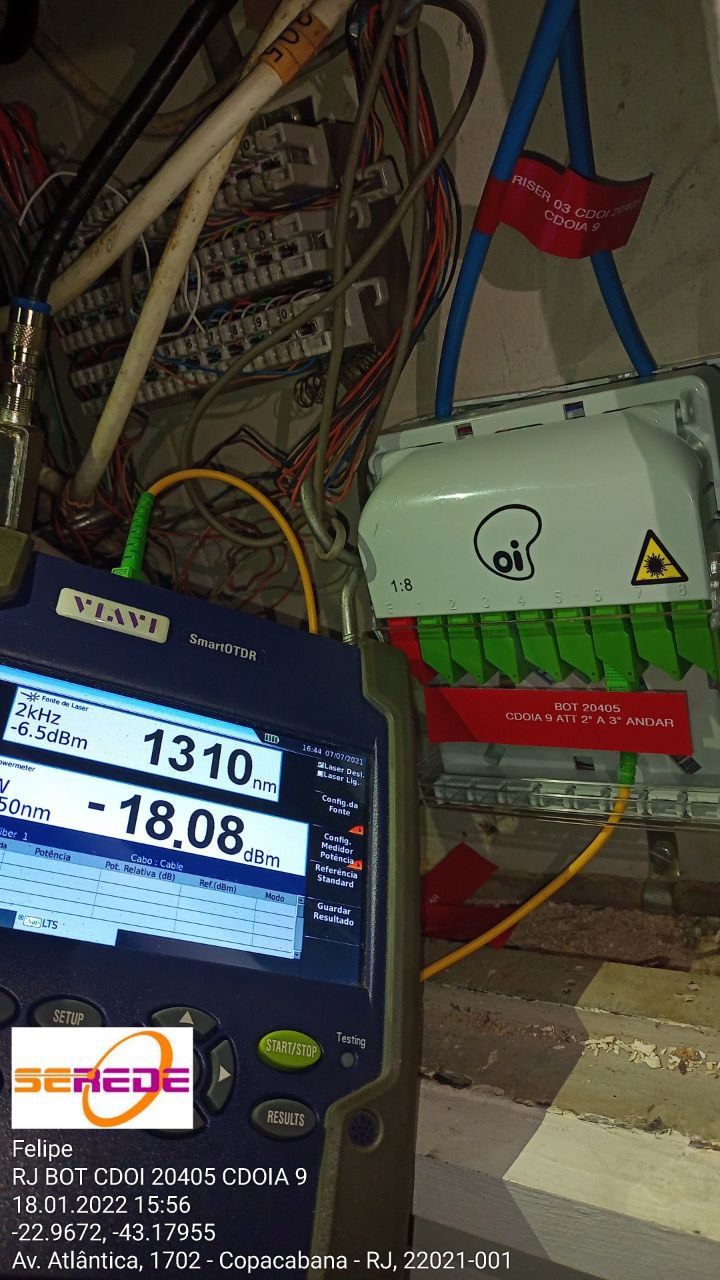 205
RISER 03 CDOI 20405
CDOIA 9
oi
1:8
E 1 2 3 4 5 6 7 8
BOT 20405
CDOIA 9 ATT 2° A 3° ANDAR
VIAVI
SmartOTDR
Fonte de Laser
2kHz
-6.5dBm
1310nm
16:44 07/07/2021
Laser Desl.
Laser Lig.
Config.da
Fonte
Config.
Medidor
Potência
Referência
Standard
Guardar
Resultado
50nm
-18.08dBm
Cabo : Cable
Potência
Pot. Relativa (dB)
Ref.(dBm)
Modo
LTS
SETUP
START/STOP
Testing
RESULTS
SEREDE
Felipe
RJ BOT CDOI 20405 CDOIA 9
18.01.2022 15:56
-22.9672, -43.17955
Av. Atlântica, 1702 - Copacabana - RJ, 22021-001